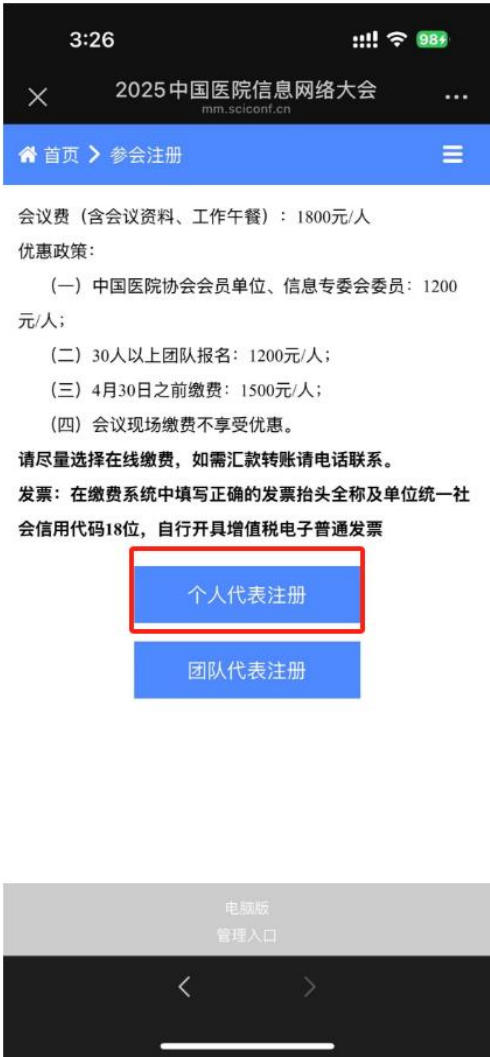 3:26
98
2025中国医院信息网络大会
mm.sciconf.cn
首页 参会注册
会议费（含会议资料、工作午餐）：1800元/人
优惠政策：
（一）中国医院协会会员单位、信息专委会委员：1200
元/人；
（二）30人以上团队报名：1200元/人；
（三）4月30日之前缴费：1500元/人；
（四）会议现场缴费不享受优惠。
请尽量选择在线缴费，如需汇款转账请电话联系。
发票：在缴费系统中填写正确的发票抬头全称及单位统一社
会信用代码18位，自行开具增值税电子普通发票
个人代表注册
团队代表注册
电脑版
管理入口